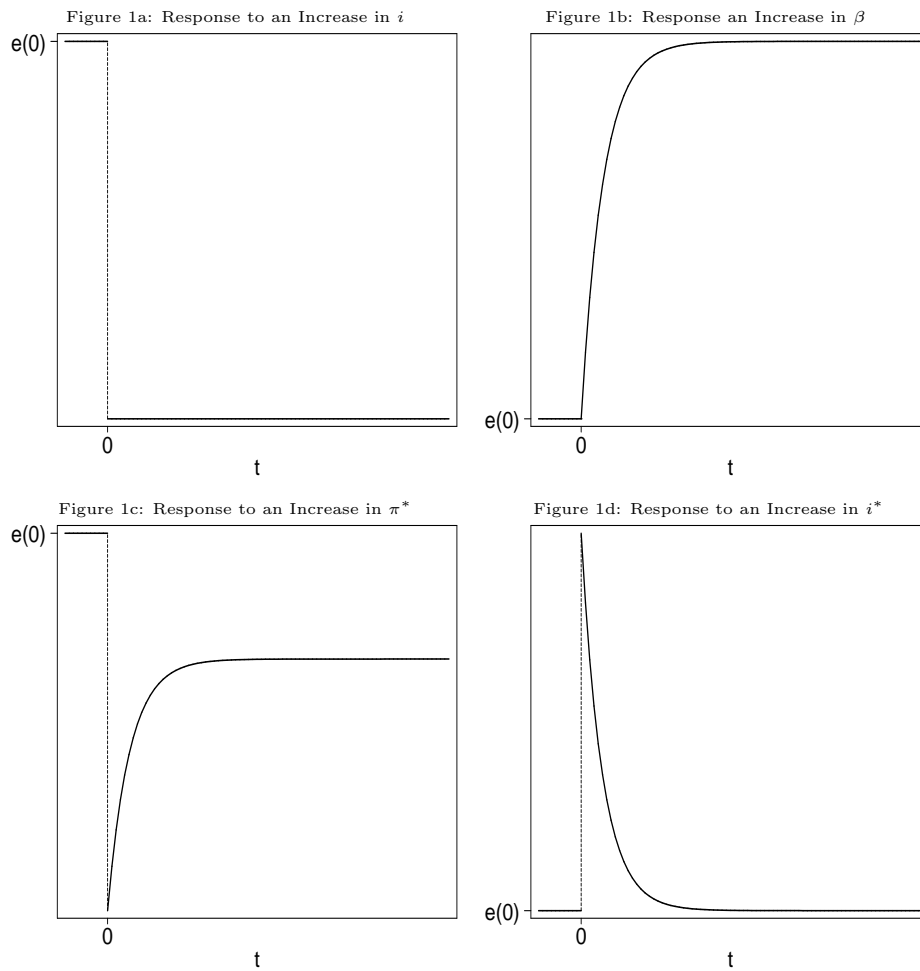 Figure 1a: Response to an Increase in i
e(0)
0
t
Figure 1b: Response an Increase in β
e(0)
0
t
Figure 1c: Response to an Increase in π*
e(0)
0
t
Figure 1d: Response to an Increase in i*
e(0)
0
t